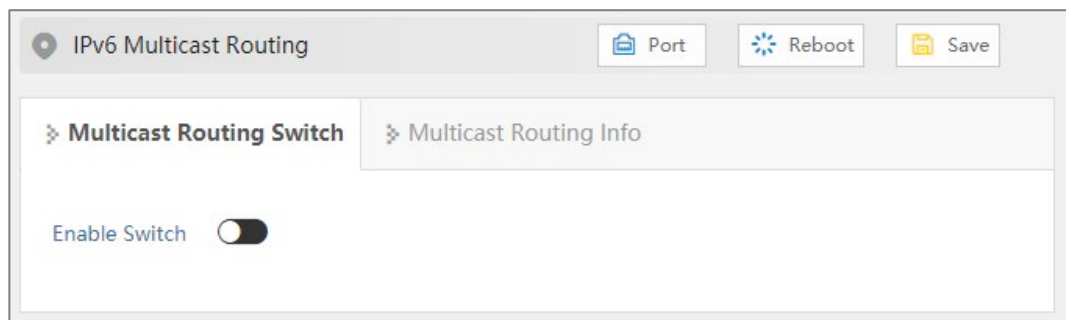 IPv6 Multicast Routing Port Reboot Save
Multicast Routing Switch Multicast Routing Info
Enable Switch